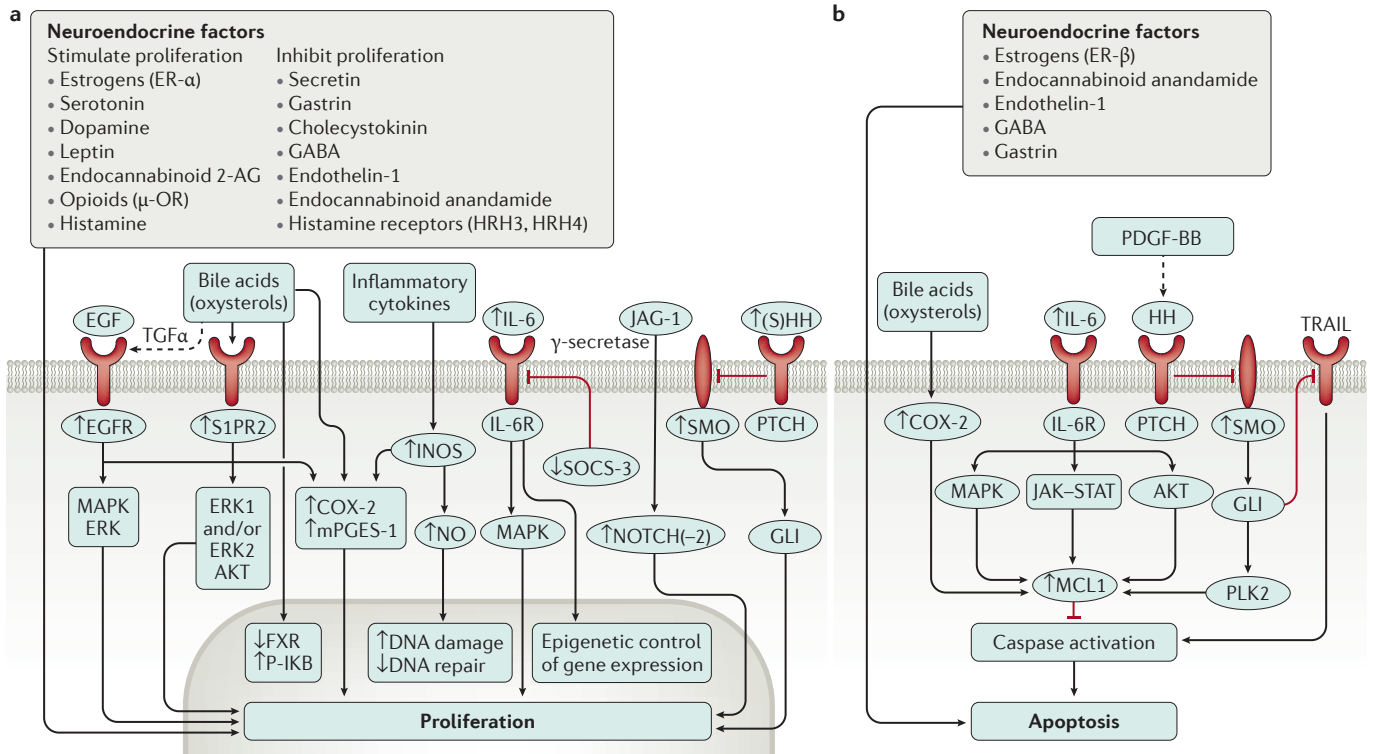 a
Neuroendocrine factors
Stimulate proliferation
• Estrogens (ER-α)
• Serotonin
• Dopamine
• Leptin
• Endocannabinoid 2-AG
• Opioids (μ-OR)
• Histamine
Inhibit proliferation
• Secretin
• Gastrin
• Cholecystokinin
• GABA
• Endothelin-1
• Endocannabinoid anandamide
• Histamine receptors (HRH3, HRH4)
EGF
TGFα
Bile acids
(oxysterols)
Inflammatory
cytokines
↑IL-6
γ-secretase
JAG-1
↑(S)HH
↑EGFR
↑S1PR2
↑INOS
IL-6R
↓SOCS-3
↑SMO
PTCH
MAPK
ERK
ERK1
and/or
ERK2
AKT
↑COX-2
↑mPGES-1
↑NO
MAPK
↑NOTCH(–2)
GLI
↓FXR
↑P-IKB
↑DNA damage
↓DNA repair
Epigenetic control
of gene expression
Proliferation
b
Neuroendocrine factors
• Estrogens (ER-β)
• Endocannabinoid anandamide
• Endothelin-1
• GABA
• Gastrin
PDGF-BB
Bile acids
(oxysterols)
↑IL-6
HH
TRAIL
↑COX-2
IL-6R
PTCH
↑SMO
MAPK
JAK–STAT
AKT
GLI
↑MCL1
PLK2
Caspase activation
Apoptosis